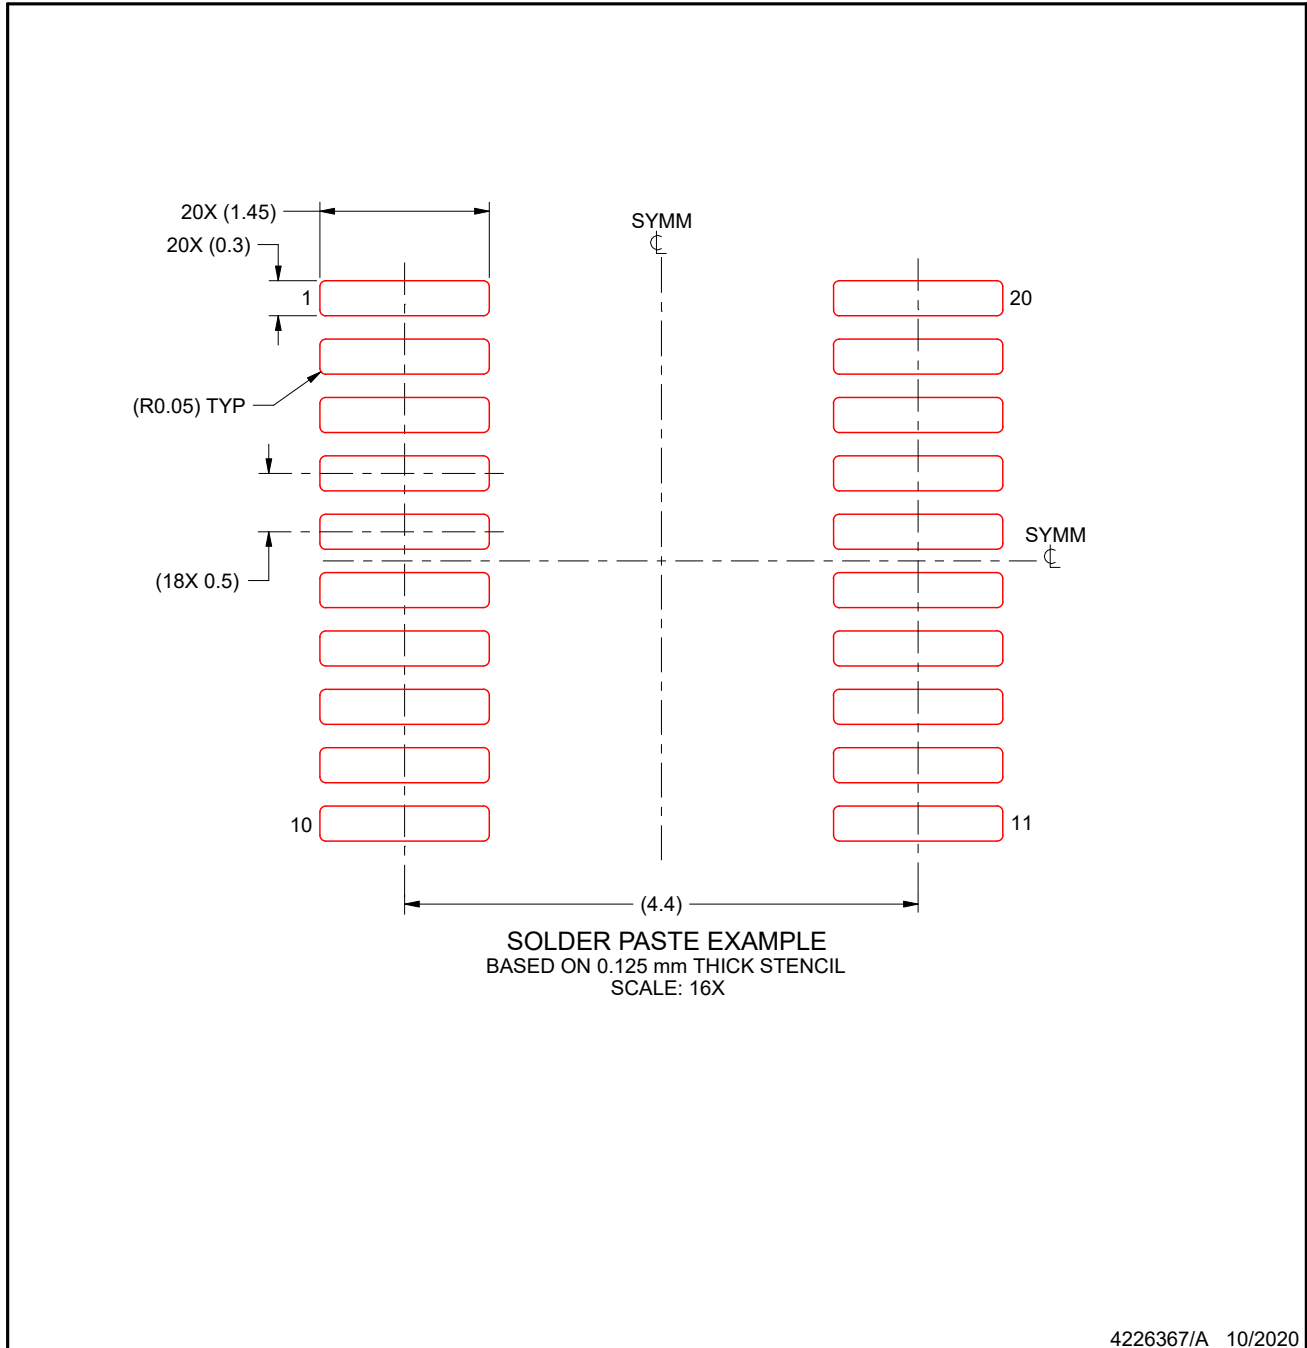 20X (1.45)
SYMM
20X (0.3)
1
20
(R0.05) TYP
SYMM
(18X 0.5)
10
11
(4.4)
SOLDER PASTE EXAMPLE
BASED ON 0.125 mm THICK STENCIL
SCALE: 16X
4226367/A 10/2020